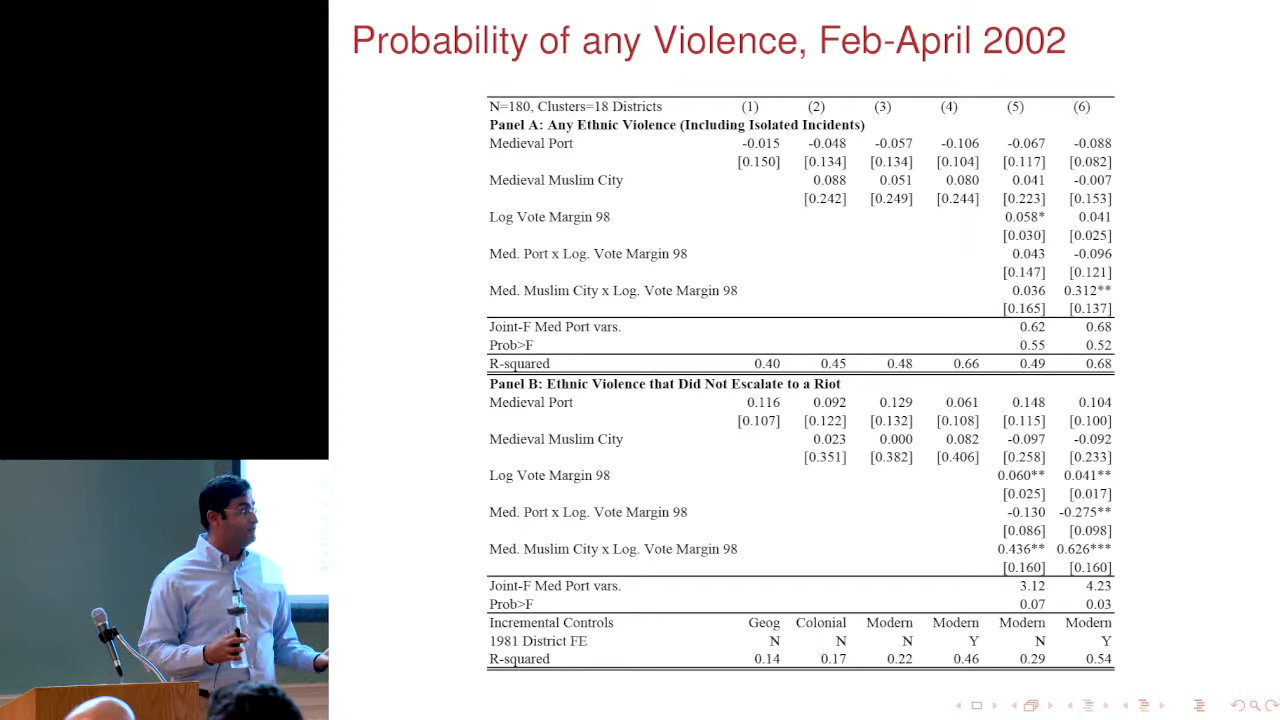 Probability of any Violence, Feb-April 2002
N=180, Clusters=18 Districts (1) (2) (3) (4) (5) (6)
Panel A: Any Ethnic Violence (Including Isolated Incidents)
Medieval Port -0.015 -0.048 -0.057 -0.106 -0.067 -0.088
[0.150] [0.134] [0.134] [0.104] [0.117] [0.082]
Medieval Muslim City 0.088 0.051 0.080 0.041 -0.007
[0.242] [0.249] [0.244] [0.223] [0.153]
Log Vote Margin 98 0.058* 0.041
[0.030] [0.025]
Med. Port x Log. Vote Margin 98 0.043 -0.096
[0.147] [0.121]
Med. Muslim City x Log. Vote Margin 98 0.036 0.312**
[0.165] [0.137]
Joint-F Med Port vars. 0.62 0.68
Prob>F 0.55 0.52
R-squared 0.40 0.45 0.48 0.66 0.49 0.68
Panel B: Ethnic Violence that Did Not Escalate to a Riot
Medieval Port 0.116 0.092 0.129 0.061 0.148 0.104
[0.107] [0.122] [0.132] [0.108] [0.115] [0.100]
Medieval Muslim City 0.023 0.000 0.082 -0.097 -0.092
[0.351] [0.382] [0.406] [0.258] [0.233]
Log Vote Margin 98 0.060** 0.041**
[0.025] [0.017]
Med. Port x Log. Vote Margin 98 -0.130 -0.275**
[0.086] [0.098]
Med. Muslim City x Log. Vote Margin 98 0.436** 0.626***
[0.160] [0.160]
Joint-F Med Port vars. 3.12 4.23
Prob>F 0.07 0.03
Incremental Controls Geog Colonial Modern Modern Modern Modern
1981 District FE N N N Y N Y
R-squared 0.14 0.17 0.22 0.46 0.29 0.54